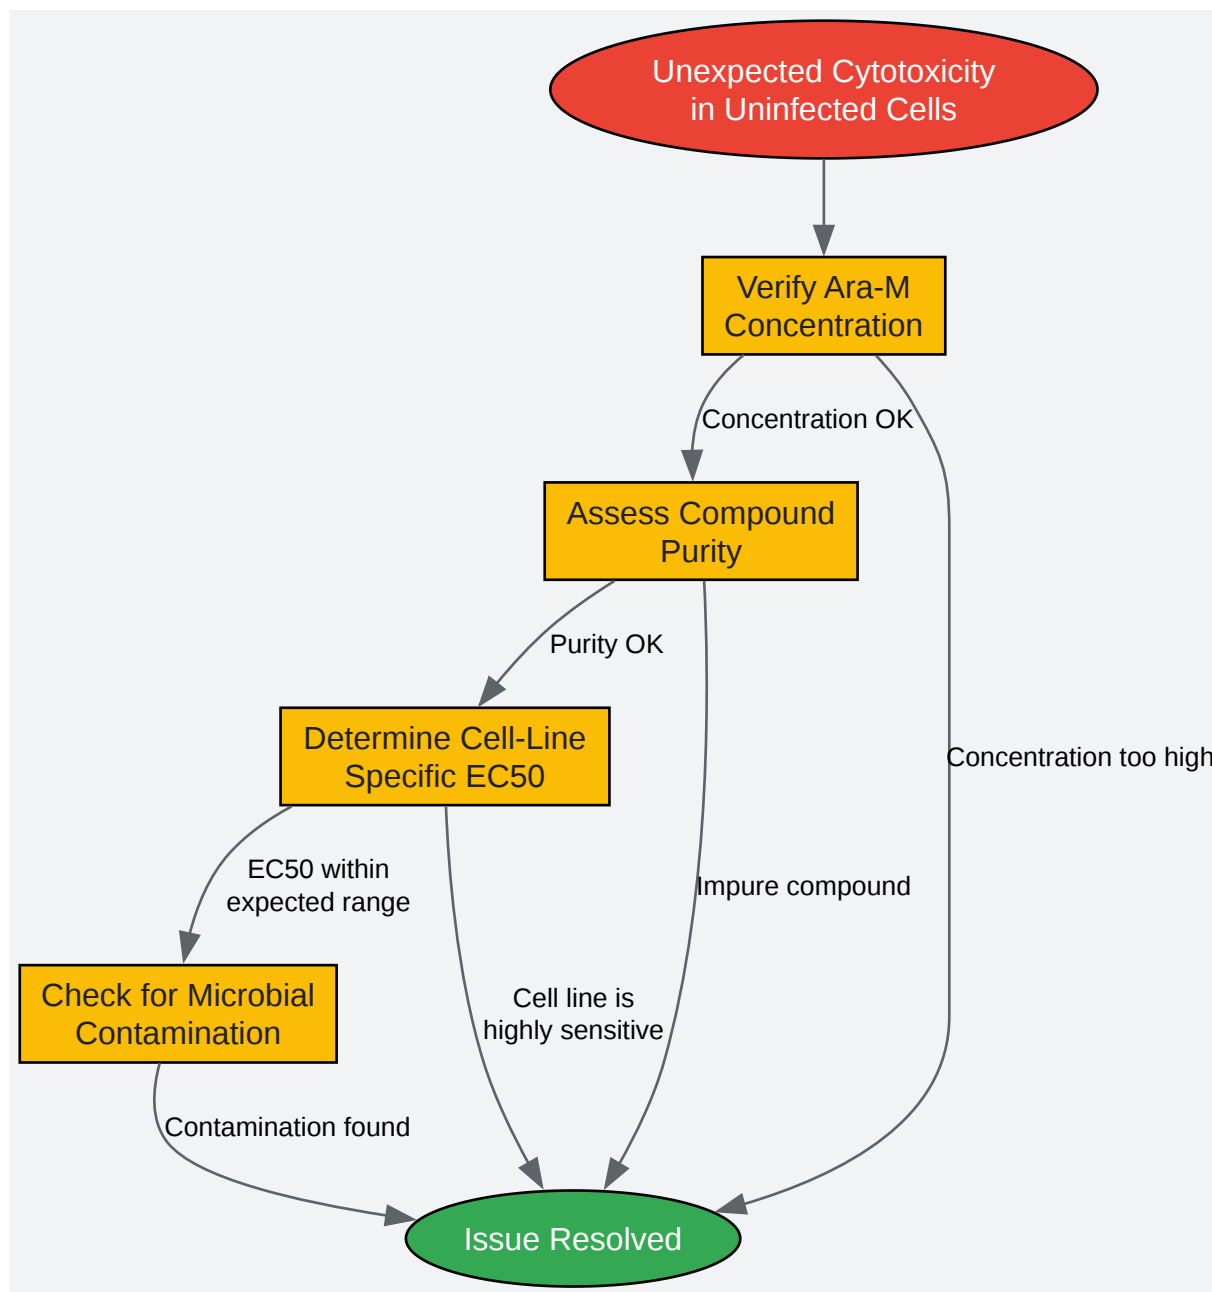 Unexpected Cytotoxicity
in Uninfected Cells
Verify Ara-M
Concentration
Concentration OK
Assess Compound
Purity
Purity OK
Determine Cell-Line
Specific EC50
Concentration too high
EC50 within
expected range
Impure compound
Check for Microbial
Contamination
Cell line is
highly sensitive
Contamination found
Issue Resolved